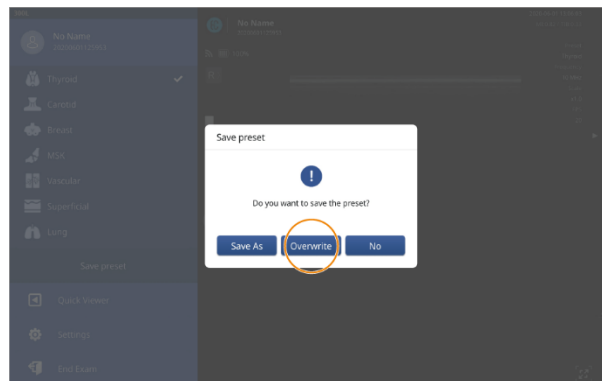 No Name
No Name
Thyroid
Carotid
Breast
MSK
Vascular
Superficial
Lung
Save preset
Quick Viewer
Settings
End Exam
Save preset
!
Do you want to save the preset?
Save As
Overwrite
No